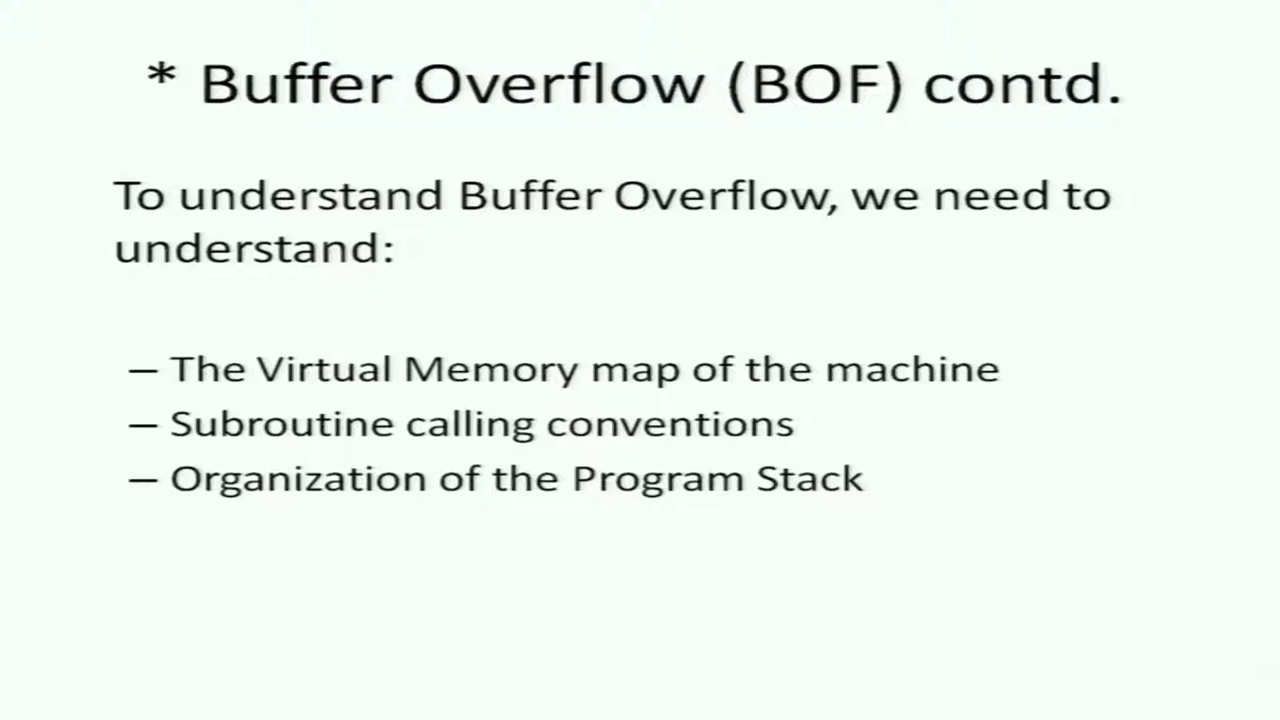 * Buffer Overflow (BOF) contd.
To understand Buffer Overflow, we need to
understand:
– The Virtual Memory map of the machine
– Subroutine calling conventions
– Organization of the Program Stack